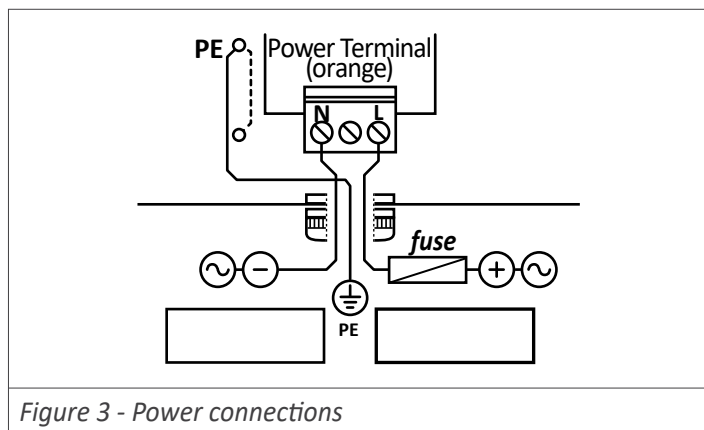 PE
Power Terminal
(orange)
N L
fuse
~ − + ~
PE
Figure 3 - Power connections